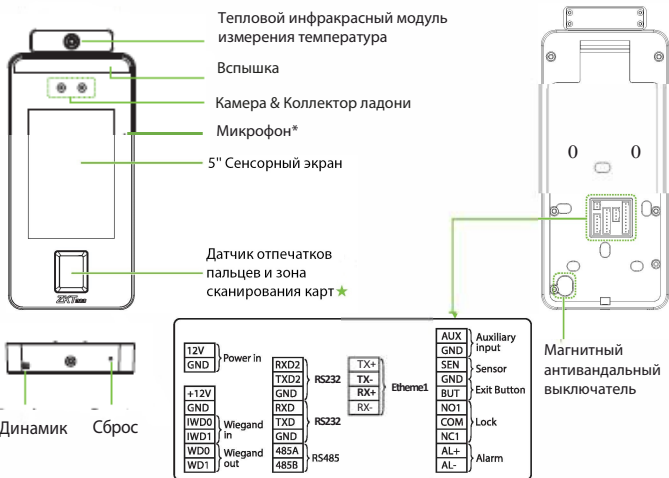 Тепловой инфракрасный модуль
измерения температура
Вспышка
Камера & Коллектор ладони
Микрофон*
5" Сенсорный экран
Датчик отпечатков
пальцев и зона
сканирования карт★
ZKT
0 0
Магнитный
антивандальный
выключатель
Динамик Сброс
12V
GND
Power in
+12V
GND
IWD0
IWD1
Wiegand
in
WD0
WD1
Wiegand
out
RXD2
TXD2
GND
RS232
RXD
TXD
GND
RS232
485A
485B
RS485
TX+
TX-
RX+
RX-
Etheme1
AUX
GND
Auxiliary
input
SEN
GND
BUT
Sensor
Exit Button
NO1
COM
NC1
Lock
AL+
AL-
Alarm